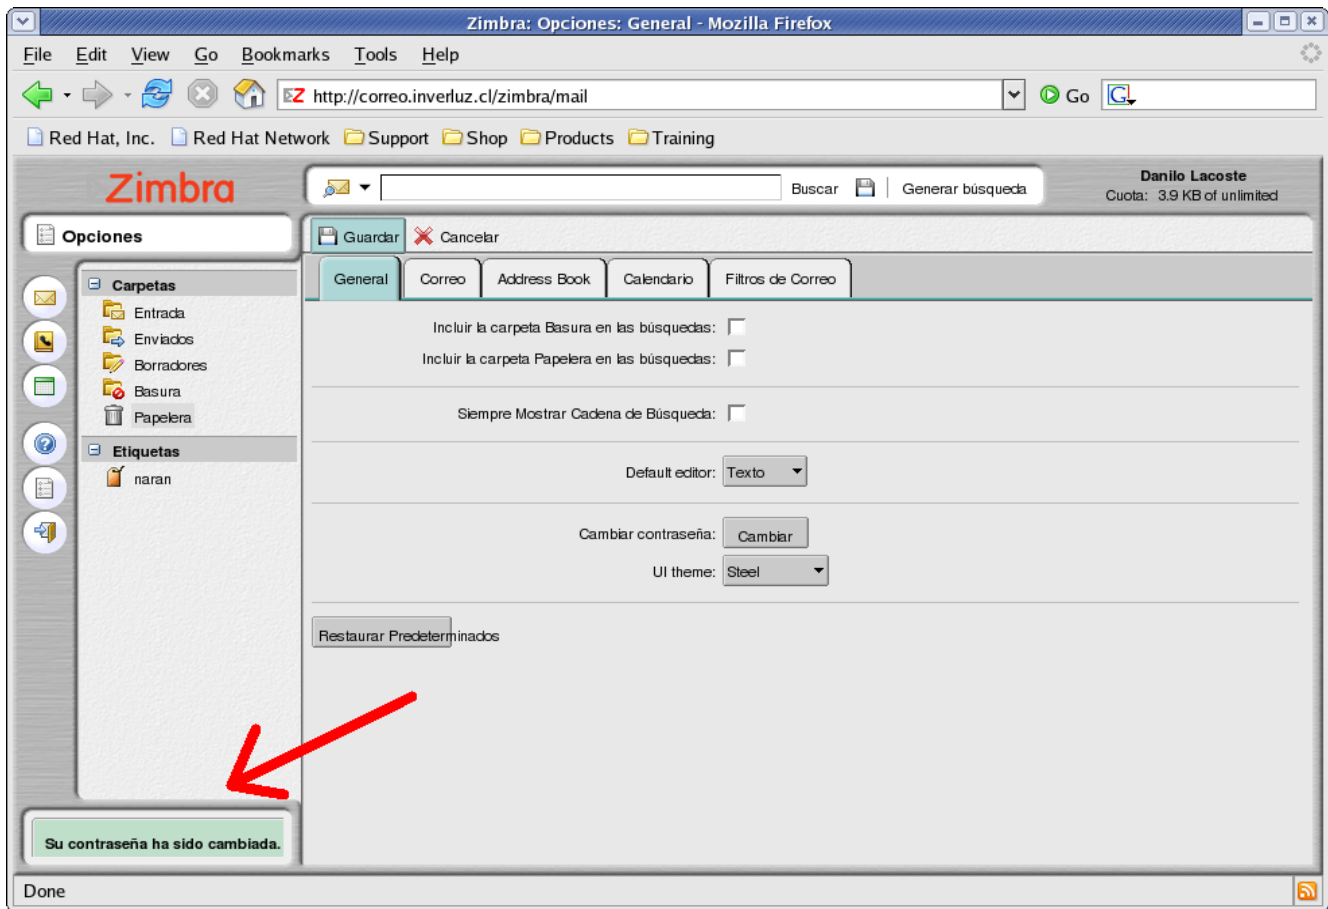 Zimbra: Opciones: General - Mozilla Firefox
File Edit View Go Bookmarks Tools Help
http://correo.inverluz.cl/zimbra/mail Go G
Red Hat, Inc. Red Hat Network Support Shop Products Training
Zimbra
Buscar Generar búsqueda
Danilo Lacoste
Cuota: 3.9 KB of unlimited
Opciones
Guardar Cancelar
General Correo Address Book Calendario Filtros de Correo
Carpetas
Entrada
Enviados
Borradores
Basura
Papelera
Etiquetas
naran
Incluir la carpeta Basura en las búsquedas:
Incluir la carpeta Papelera en las búsquedas:
Siempre Mostrar Cadena de Búsqueda:
Default editor: Texto
Cambiar contraseña: Cambiar
UI theme: Steel
Restaurar Predeterminados
Su contraseña ha sido cambiada.
Done